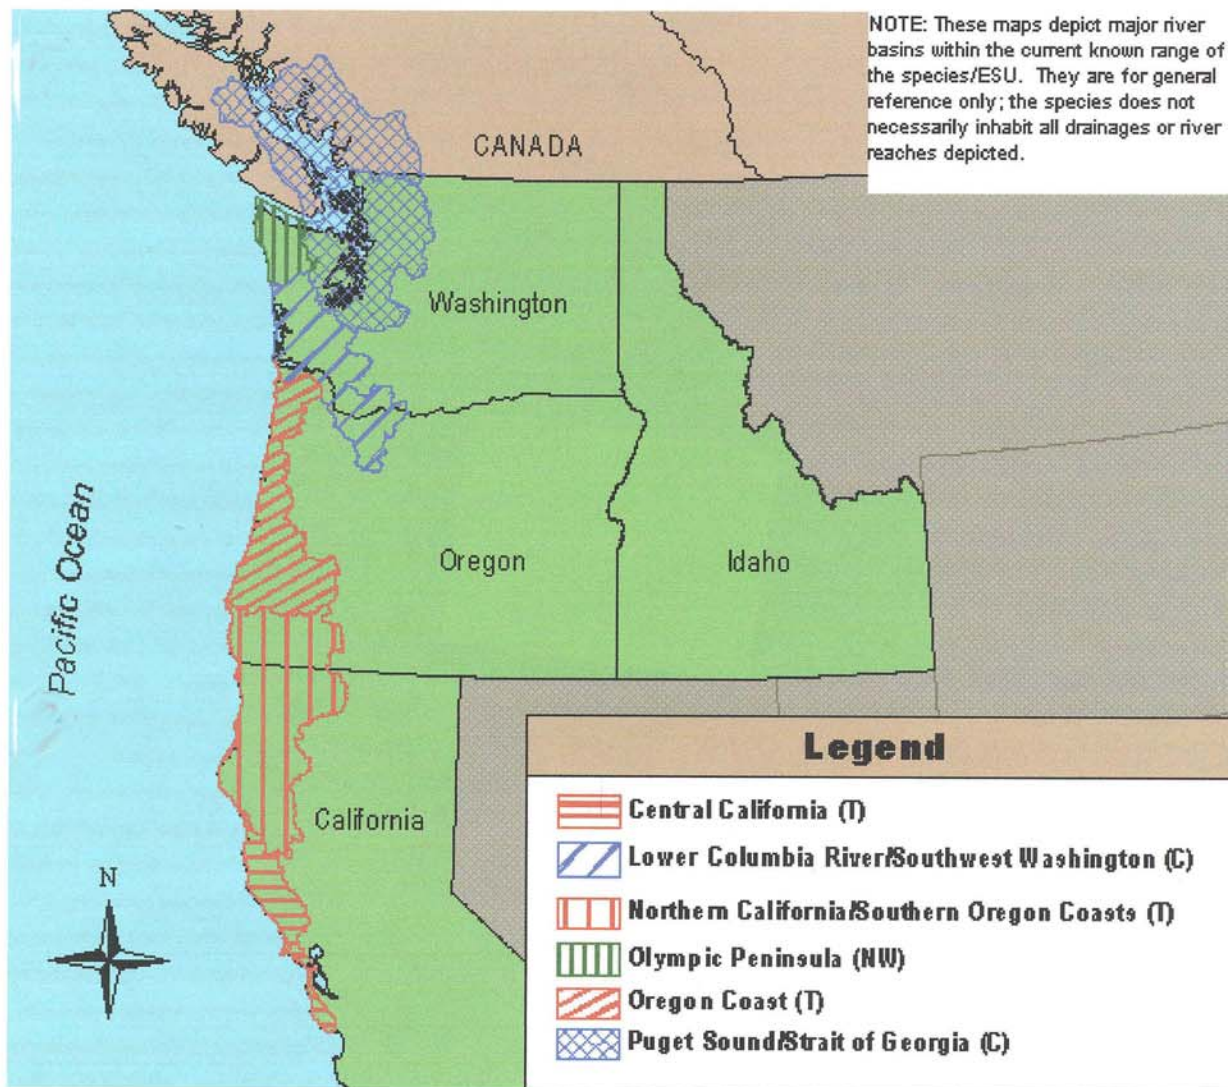 NOTE: These maps depict major river
basins within the current known range of
the species/ESU. They are for general
reference only; the species does not
necessarily inhabit all drainages or river
reaches depicted.
CANADA
Washington
Oregon
Idaho
Pacific Ocean
California
N
Legend
Central California (T)
Lower Columbia River/Southwest Washington (C)
Northern California/Southern Oregon Coasts (T)
Olympic Peninsula (NW)
Oregon Coast (T)
Puget Sound/Strait of Georgia (C)